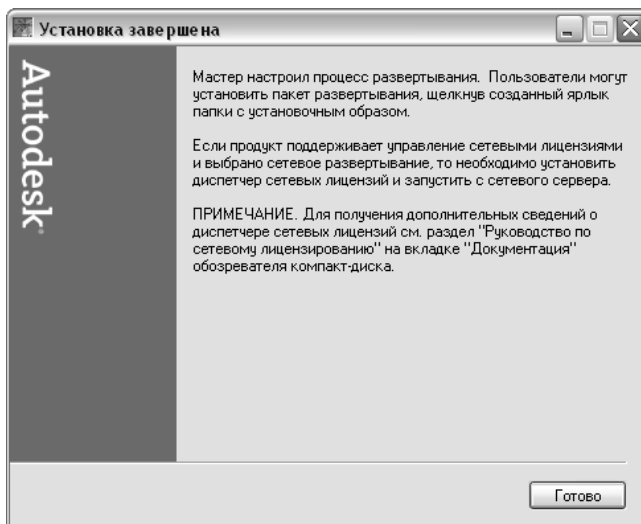 Установка завершена
Autodesk
Мастер настроил процесс развертывания. Пользователи могут
установить пакет развертывания, щелкнув созданный ярлык
папки с установочным образом.
Если продукт поддерживает управление сетевыми лицензиями
и выбрано сетевое развертывание, то необходимо установить
диспетчер сетевых лицензий и запустить с сетевого сервера.
ПРИМЕЧАНИЕ. Для получения дополнительных сведений о
диспетчере сетевых лицензий см. раздел "Руководство по
сетевому лицензированию" на вкладке "Документация"
обозревателя компакт-диска.
Готово